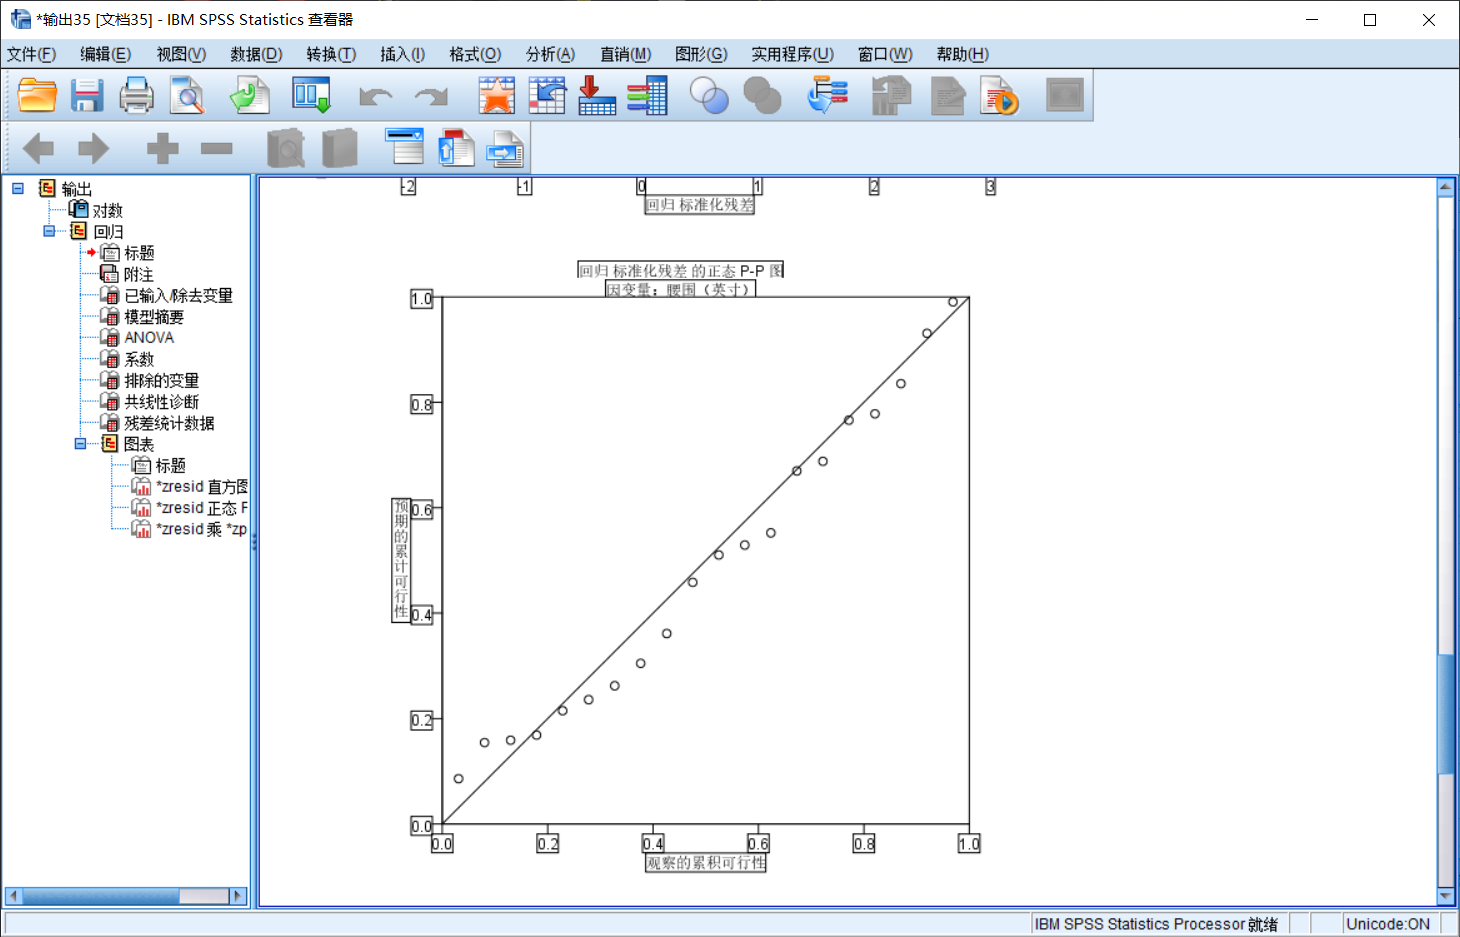 *输出35 [文档35] - IBM SPSS Statistics 查看器
文件(F) 编辑(E) 视图(V) 数据(D) 转换(T) 插入(I) 格式(O) 分析(A) 直销(M) 图形(G) 实用程序(U) 窗口(W) 帮助(H)
输出
对数
回归
标题
附注
已输入/除去变量
模型摘要
ANOVA
系数
排除的变量
共线性诊断
残差统计数据
图表
标题
*zresid 直方图
*zresid 正态 F
*zresid 乘 *zp
-2 -1 0 1 2 3
回归 标准化残差
回归 标准化残差 的正态 P-P 图
因变量：腰围（英寸）
1.0
0.8
0.6
0.4
0.2
0.0
预期的累计可行性
0.0 0.2 0.4 0.6 0.8 1.0
观察的累积可行性
IBM SPSS Statistics Processor 就绪 Unicode:ON